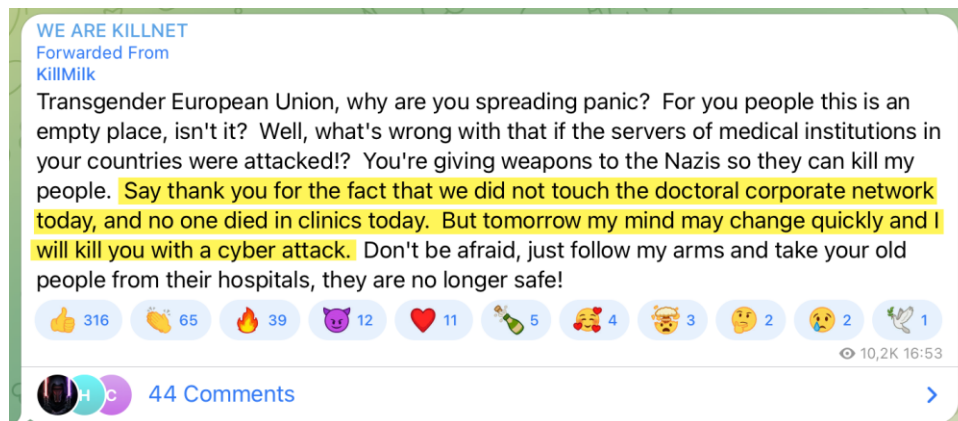 WE ARE KILLNET
Forwarded From
KillMilk
Transgender European Union, why are you spreading panic?  For you people this is an
empty place, isn't it?  Well, what's wrong with that if the servers of medical institutions in
your countries were attacked!?  You're giving weapons to the Nazis so they can kill my
people.  Say thank you for the fact that we did not touch the doctoral corporate network
today, and no one died in clinics today.  But tomorrow my mind may change quickly and I
will kill you with a cyber attack.  Don't be afraid, just follow my arms and take your old
people from their hospitals, they are no longer safe!
👍 316 👏 65 🔥 39 😈 12 ❤️ 11 🍾 5 🥰 4 🤯 3 🤔 2 😢 2 🕊 1
10,2K 16:53
H C 44 Comments